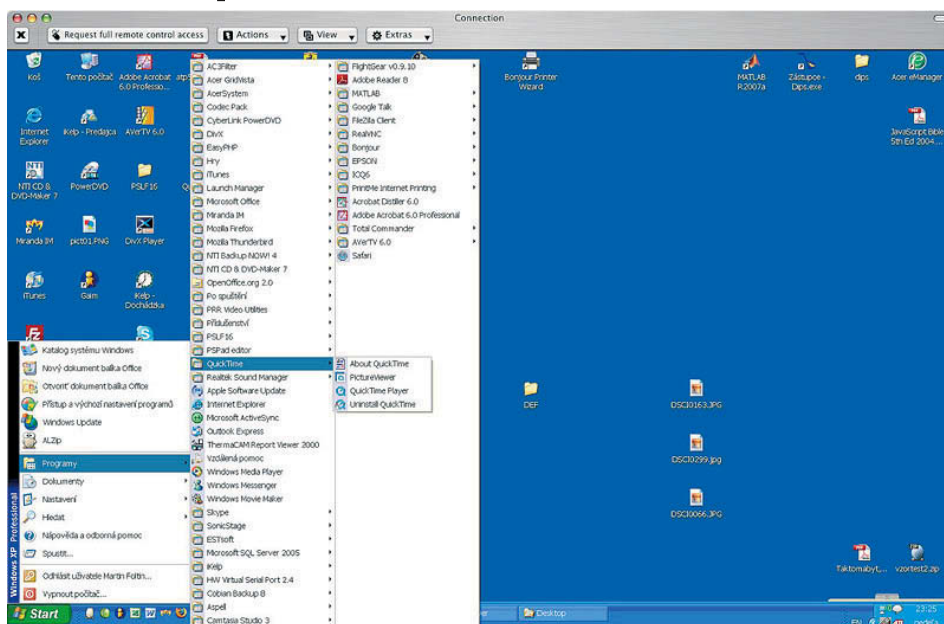 Connection
Request full remote control access
Actions
View
Extras
Koš
Tento počítač
Adobe Acrobat 6.0 Professio...
Bonjour Printer Wizard
MATLAB R2007a
Zástupce - Dips.exe
dips
Acer eManager
Internet Explorer
Kelp - Predajca
AVerTV 6.0
JavaScript Bible 5th Ed 2004...
NTI CD & DVD-Maker 7
PowerDVD
PSLF16
Miranda IM
pict01.PNG
DivX Player
iTunes
Gaim
Kelp - Dochádzka
DEF
DSCI0163.JPG
DSCI0299.jpg
DSCI0066.JPG
Taktomabyt,...
vzortest2.zip
AC3Filter
Acer GridVista
AcerSystem
Codec Pack
CyberLink PowerDVD
DivX
EasyPHP
Hry
iTunes
Launch Manager
Microsoft Office
Miranda IM
Mozilla Firefox
Mozilla Thunderbird
NTI Backup NOW! 4
NTI CD & DVD-Maker 7
OpenOffice.org 2.0
Po spuštění
PRR Video Utilities
Příslušenství
PSLF16
PSPad editor
QuickTime
Realtek Sound Manager
Apple Software Update
Internet Explorer
Microsoft ActiveSync
Outlook Express
ThermaCAM Report Viewer 2000
Vzdálená pomoc
Windows Media Player
Windows Messenger
Windows Movie Maker
Skype
SonicStage
ESTsoft
Microsoft SQL Server 2005
Kelp
HW Virtual Serial Port 2.4
Cobian Backup 8
Aspell
Camtasia Studio 3
FlightGear v0.9.10
Adobe Reader 8
MATLAB
Google Talk
FileZilla Client
RealVNC
Bonjour
EPSON
ICQ6
PrintMe Internet Printing
Acrobat Distiller 6.0
Adobe Acrobat 6.0 Professional
Total Commander
AVerTV 6.0
Safari
About QuickTime
PictureViewer
QuickTime Player
Uninstall QuickTime
Katalog systému Windows
Nový dokument balíka Office
Otvoriť dokument balíka Office
Přístup a výchozí nastavení programů
Windows Update
ALZip
Programy
Dokumenty
Nastavení
Hledat
Nápověda a odborná pomoc
Spustit...
Odhlásit uživatele Martin Foltin...
Vypnout počítač...
Windows XP Professional
Start
Desktop
EN
23:25